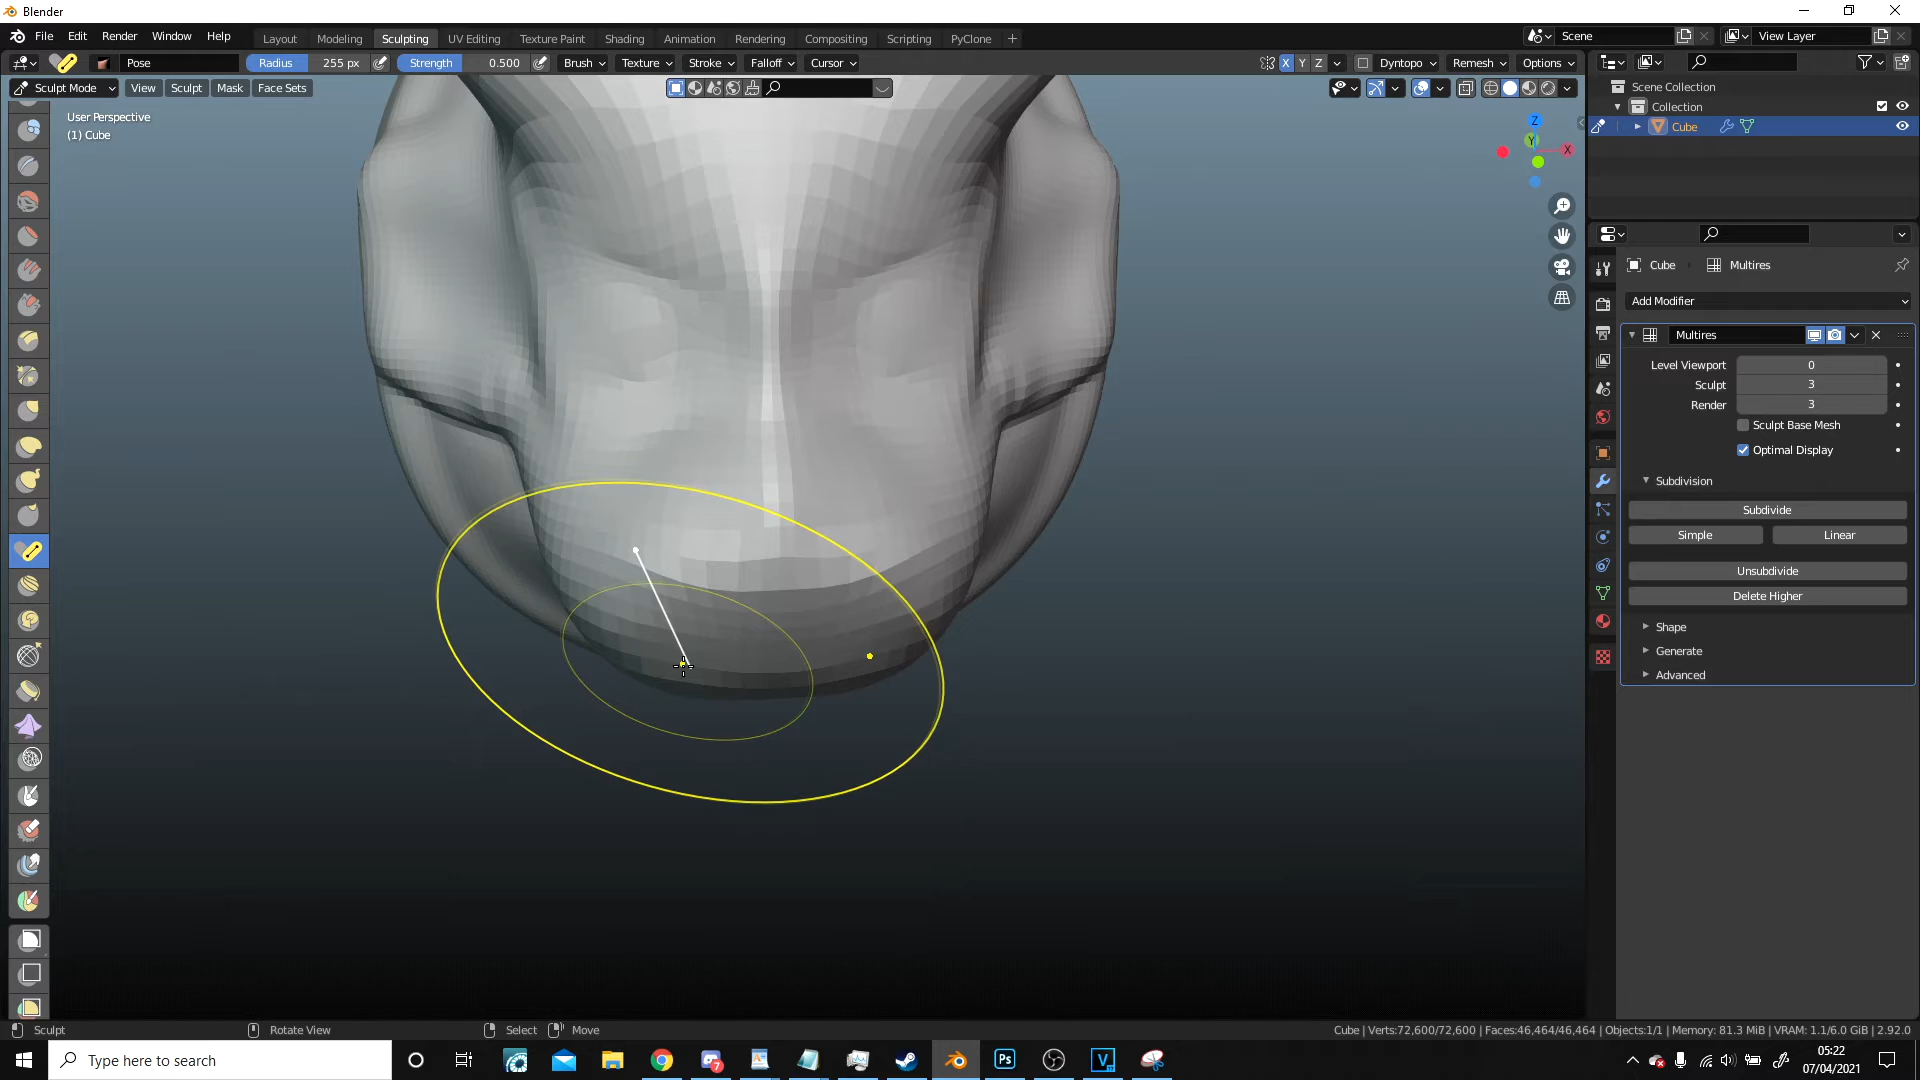 Blender
File Edit Render Window Help Layout Modeling Sculpting UV Editing Texture Paint Shading Animation Rendering Compositing Scripting PyClone Scene View Layer
Pose Radius 255 px Strength 0.500 Brush Texture Stroke Falloff Cursor X Y Z Dyntopo Remesh Options
Sculpt Mode View Sculpt Mask Face Sets
User Perspective
(1) Cube
Z
Y
X
Scene Collection
Collection
Cube
Cube Multires
Add Modifier
Multires
Level Viewport 0
Sculpt 3
Render 3
Sculpt Base Mesh
Optimal Display
Subdivision
Subdivide
Simple Linear
Unsubdivide
Delete Higher
Shape
Generate
Advanced
Sculpt Rotate View Select Move Cube | Verts:72,600/72,600 | Faces:46,464/46,464 | Objects:1/1 | Memory: 81.3 MiB | VRAM: 1.1/6.0 GiB | 2.92.0
Type here to search 7 Ps V 05:22
07/04/2021